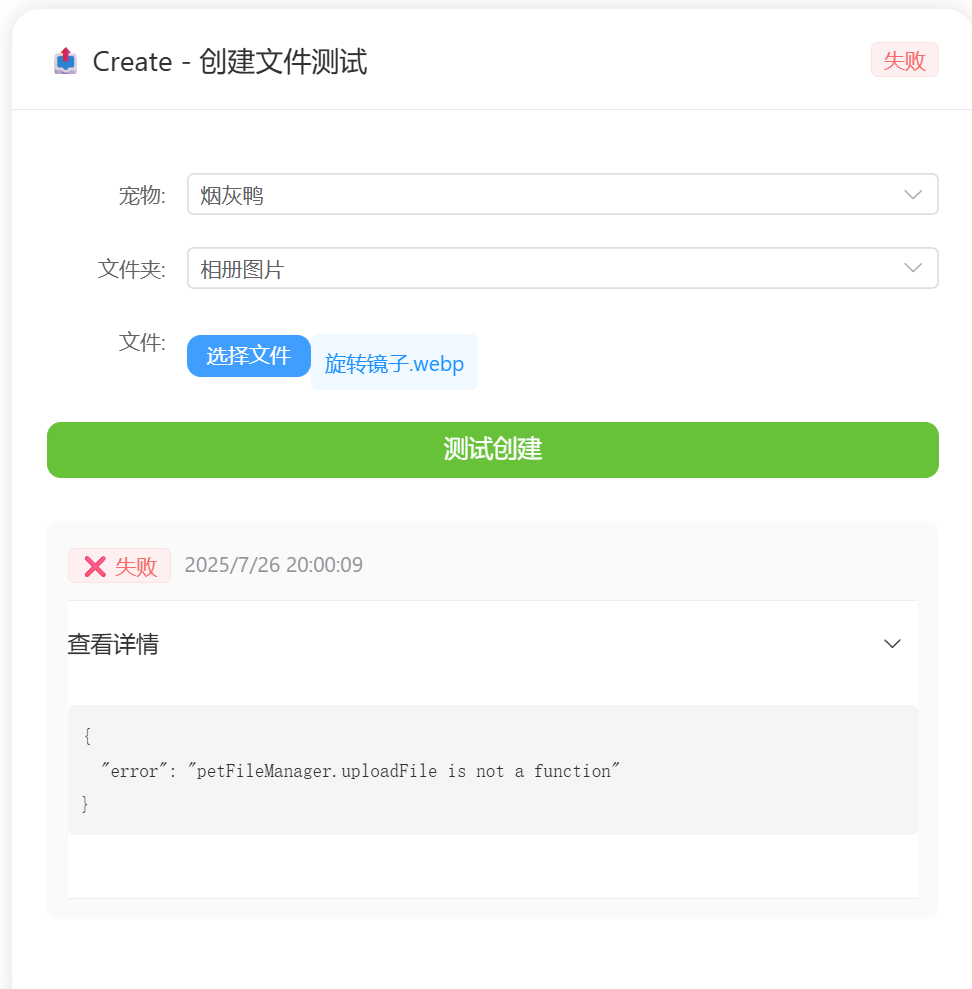 Create - 创建文件测试
失败
宠物:
烟灰鸭
文件夹:
相册图片
文件:
选择文件
旋转镜子.webp
测试创建
失败 2025/7/26 20:00:09
查看详情
{
"error": "petFileManager.uploadFile is not a function"
}